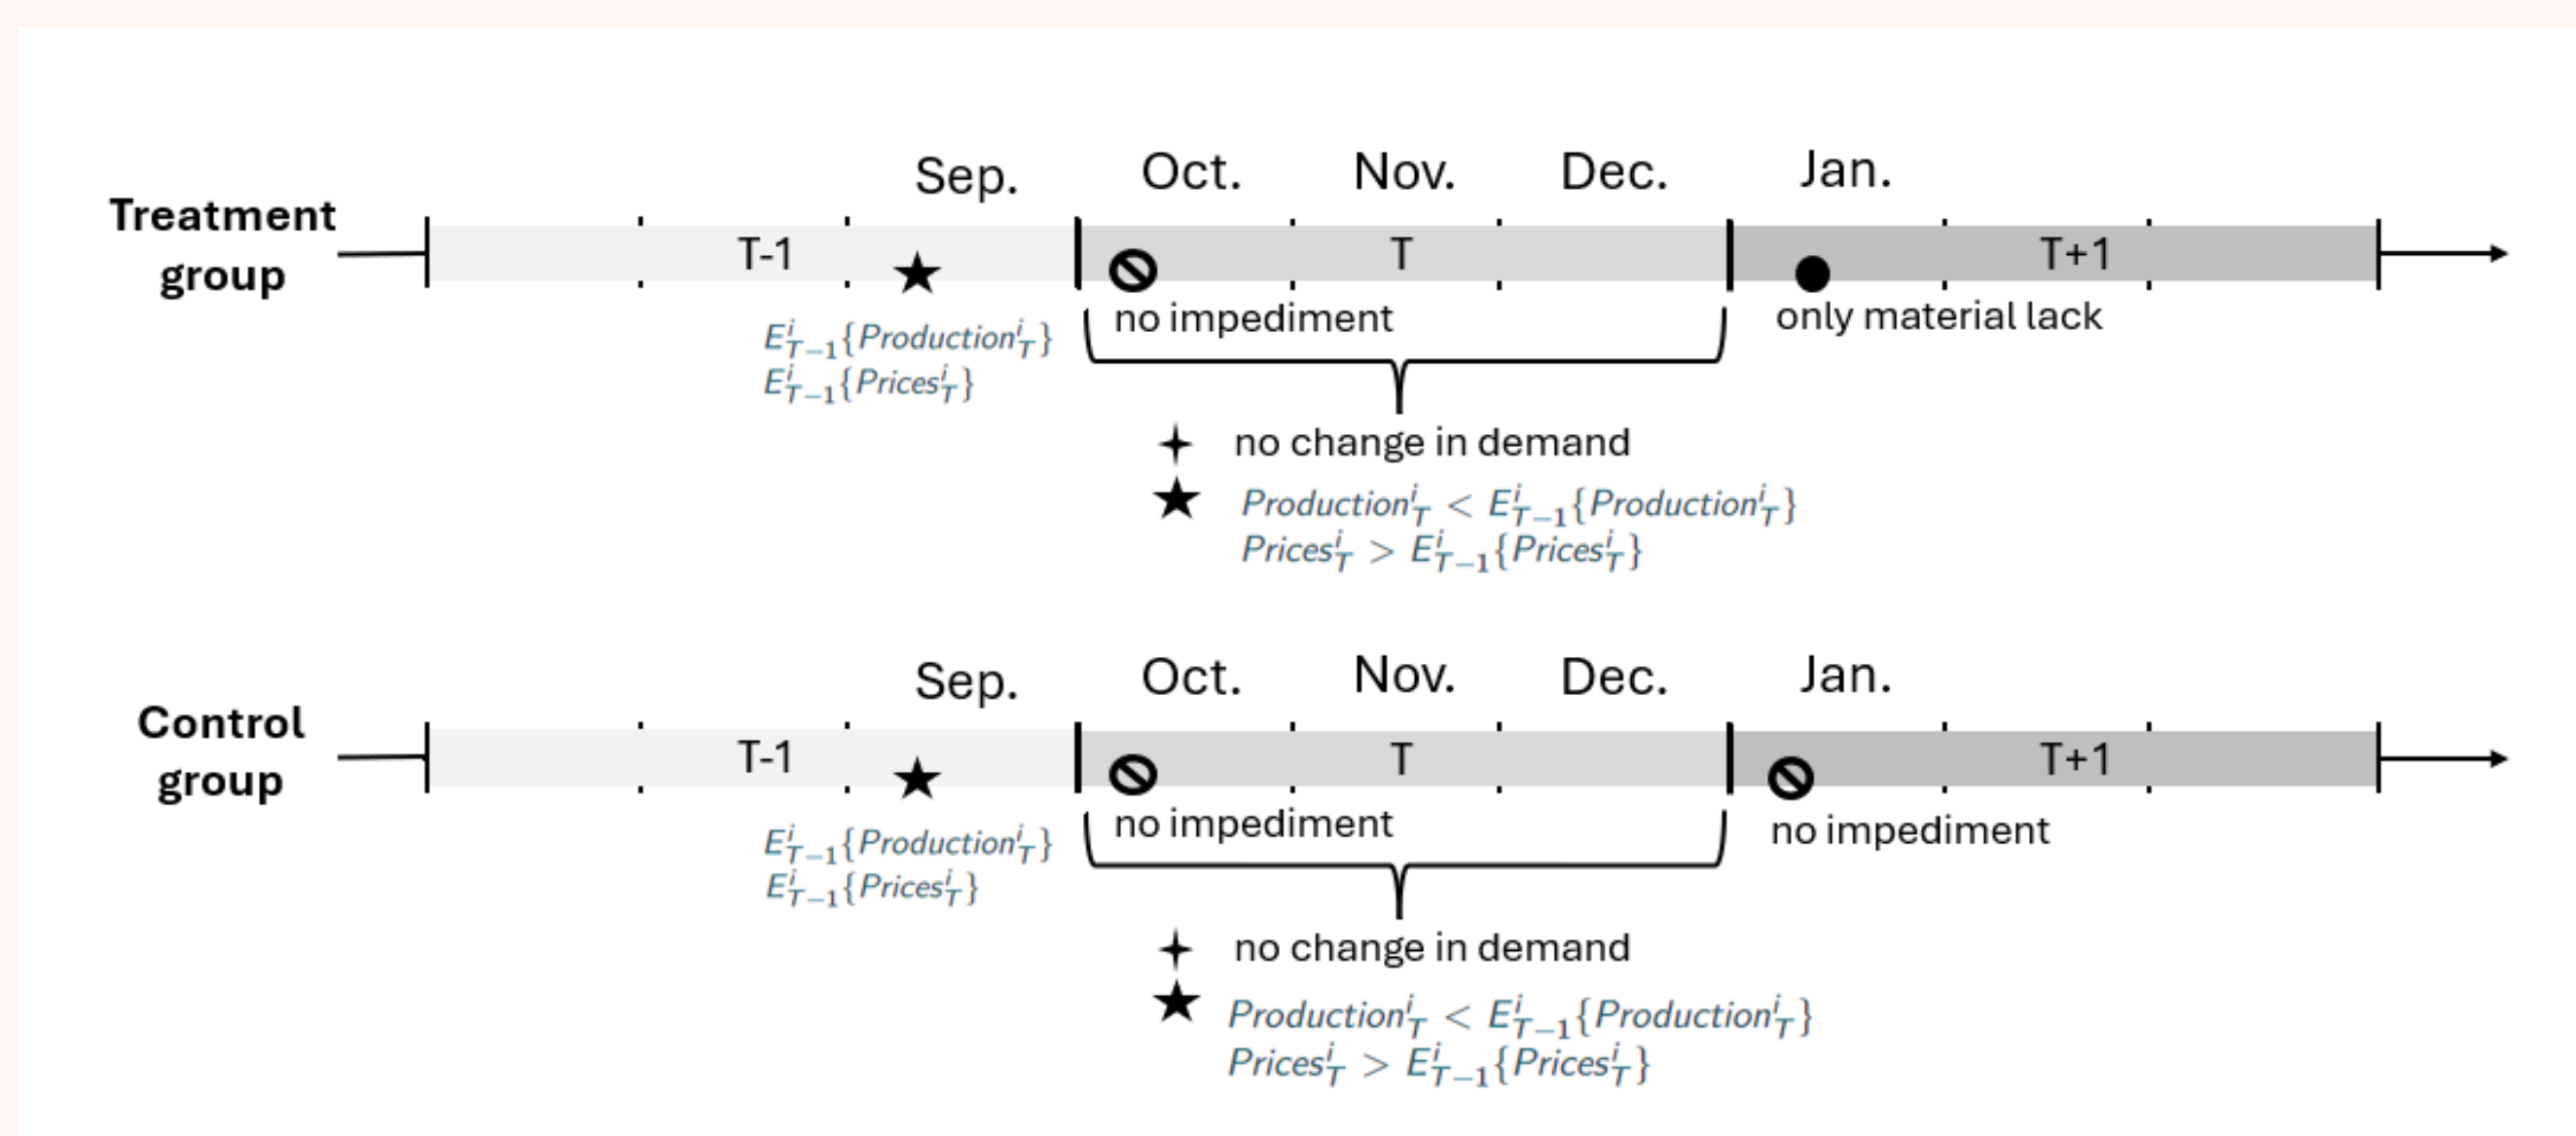 Sep. Oct. Nov. Dec. Jan.
Treatment group
T-1 T T+1
no impediment
only material lack
E^i_{T−1}{Production^i_T}
E^i_{T−1}{Prices^i_T}
no change in demand
Production^i_T < E^i_{T−1}{Production^i_T}
Prices^i_T > E^i_{T−1}{Prices^i_T}
Sep. Oct. Nov. Dec. Jan.
Control group
T-1 T T+1
no impediment
no impediment
E^i_{T−1}{Production^i_T}
E^i_{T−1}{Prices^i_T}
no change in demand
Production^i_T < E^i_{T−1}{Production^i_T}
Prices^i_T > E^i_{T−1}{Prices^i_T}